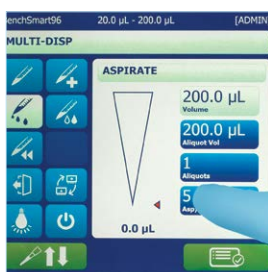 enchSmart96 20.0 µL - 200.0 µL [ADMIN
MULTI-DISP
ASPIRATE
200.0 µL
Volume
200.0 µL
Aliquot Vol
1
Aliquots
5
0.0 µL